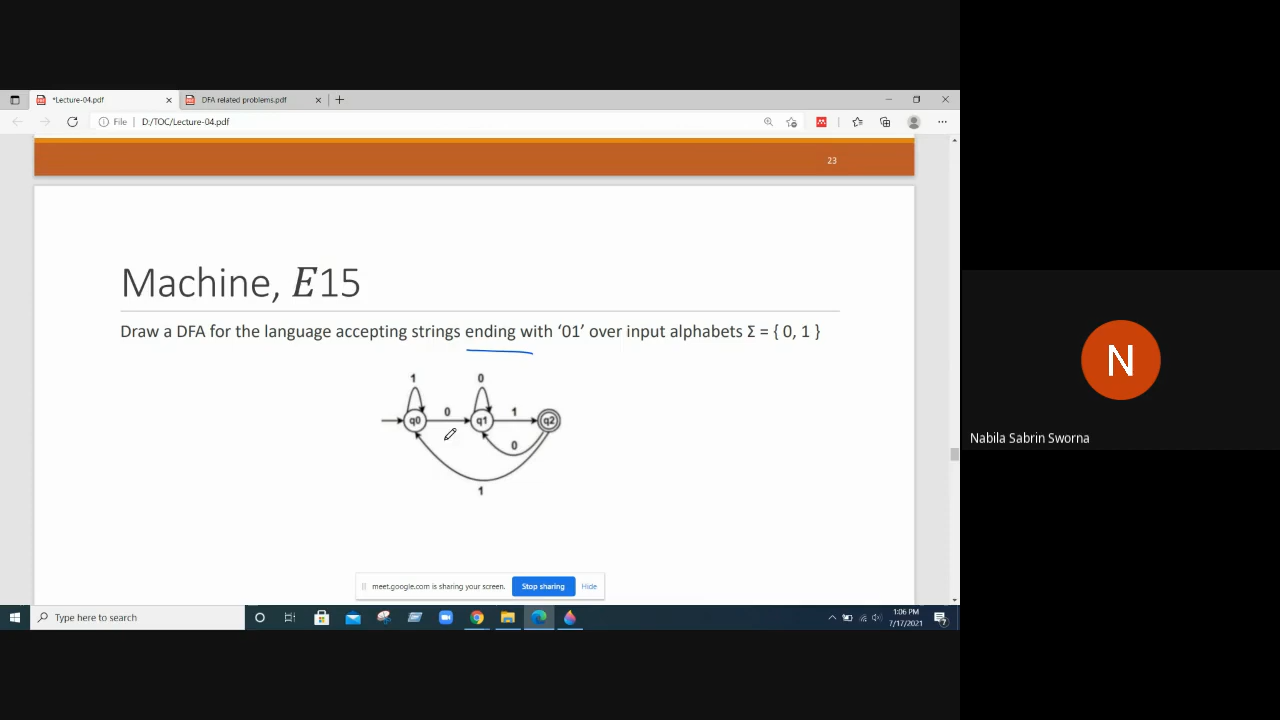 *Lecture-04.pdf
DFA related problems.pdf
File
D:/TOC/Lecture-04.pdf
23
Machine, E15
Draw a DFA for the language accepting strings ending with ‘01’ over input alphabets Σ = { 0, 1 }
1 0
0 1
q0 q1 q2
0
1
N
Nabila Sabrin Sworna
meet.google.com is sharing your screen. Stop sharing Hide
Type here to search
1:06 PM
7/17/2021